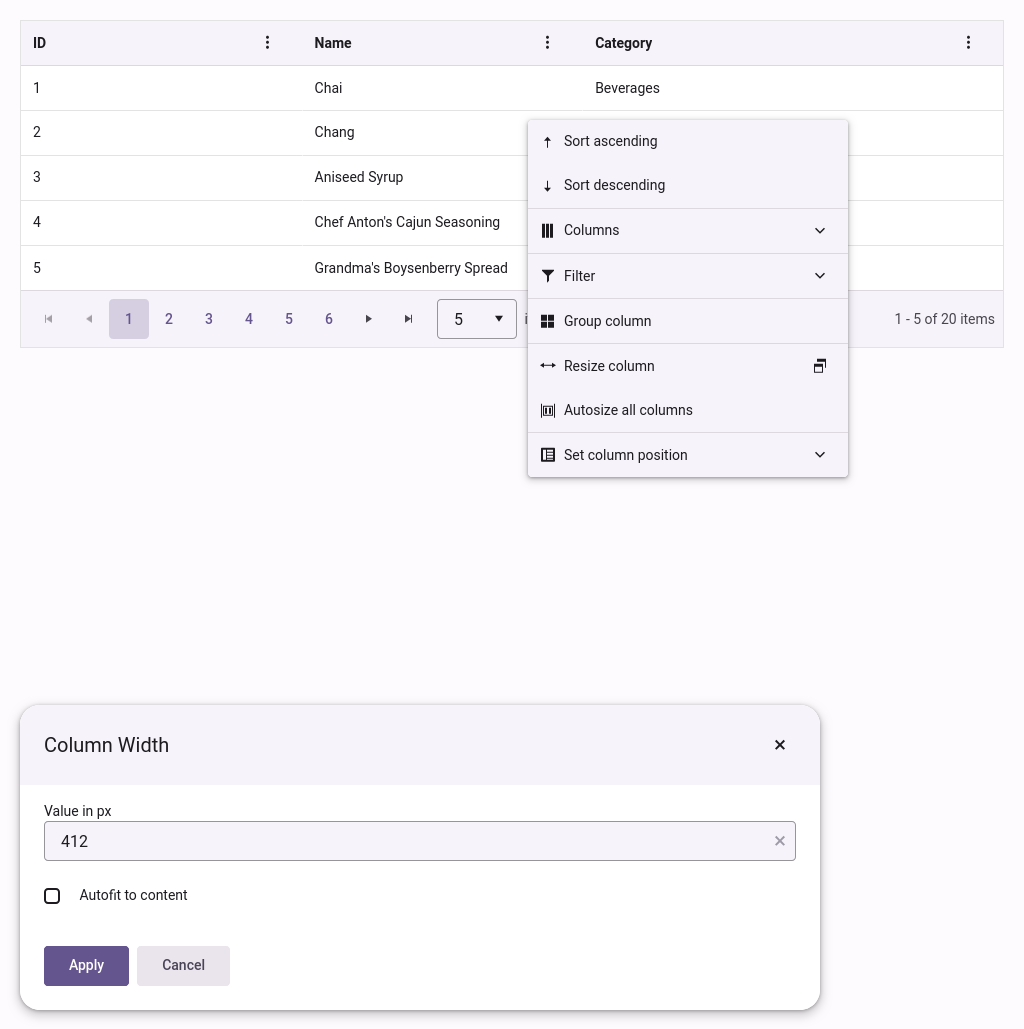 ID Name Category
1 Chai Beverages
2 Chang
3 Aniseed Syrup
4 Chef Anton's Cajun Seasoning
5 Grandma's Boysenberry Spread
1 2 3 4 5 6 5 1 - 5 of 20 items
Sort ascending
Sort descending
Columns
Filter
Group column
Resize column
Autosize all columns
Set column position
Column Width
Value in px
412
Autofit to content
Apply Cancel